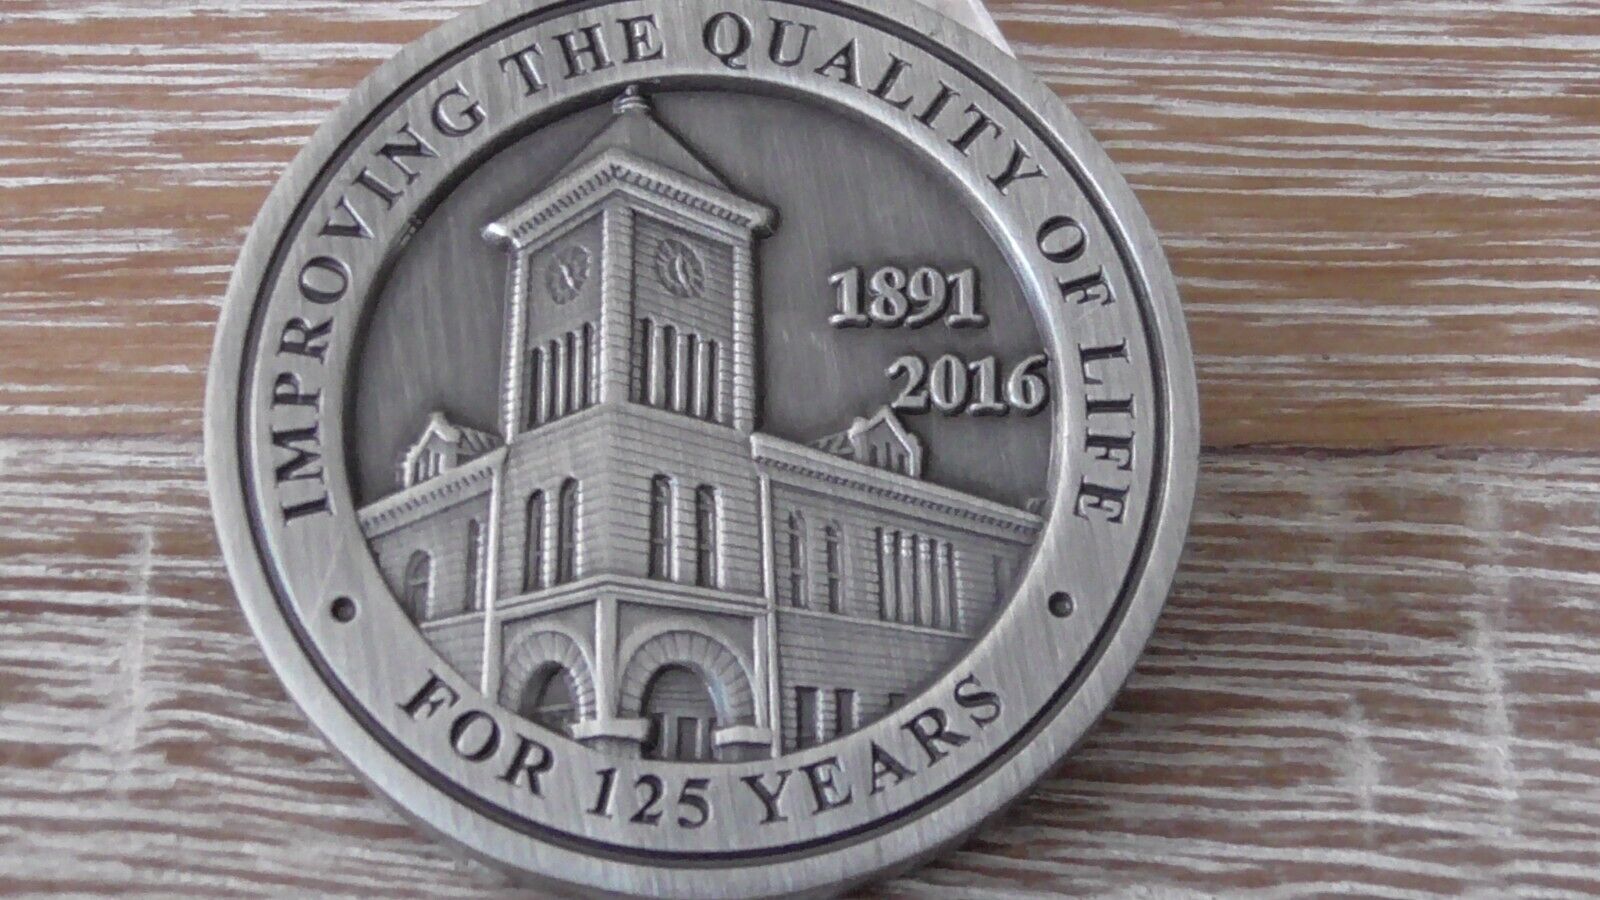 IMPROVING THE QUALITY OF LIFE
1891
2016
FOR 125 YEARS